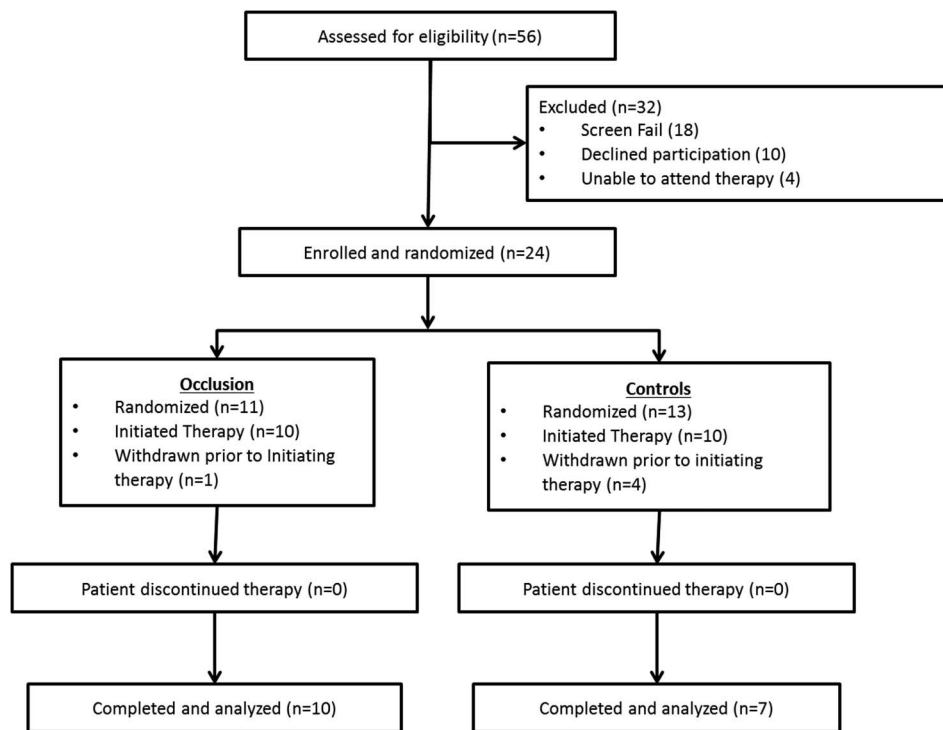 Assessed for eligibility (n=56)
Excluded (n=32)
• Screen Fail (18)
• Declined participation (10)
• Unable to attend therapy (4)
Enrolled and randomized (n=24)
Occlusion
• Randomized (n=11)
• Initiated Therapy (n=10)
• Withdrawn prior to Initiating
therapy (n=1)
Controls
• Randomized (n=13)
• Initiated Therapy (n=10)
• Withdrawn prior to initiating
therapy (n=4)
Patient discontinued therapy (n=0)
Patient discontinued therapy (n=0)
Completed and analyzed (n=10)
Completed and analyzed (n=7)